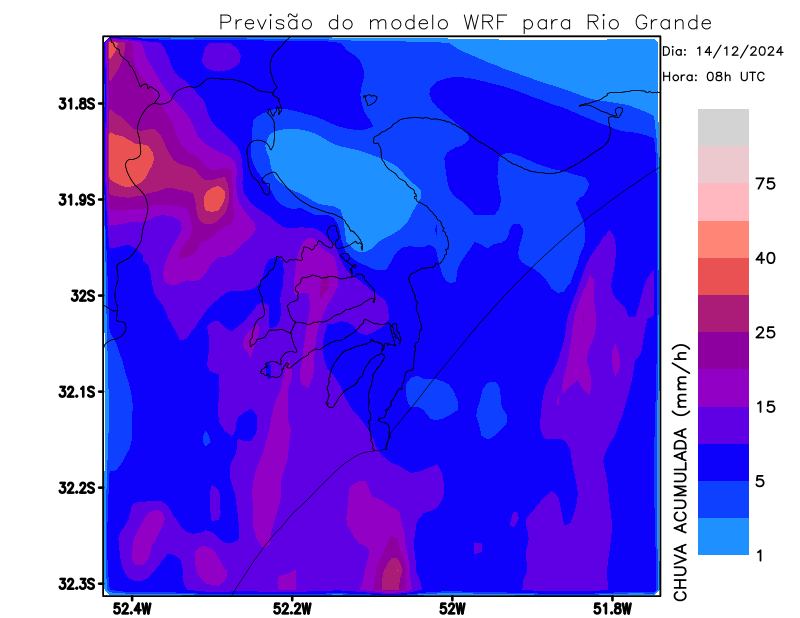 Previsão do modelo WRF para Rio Grande
Dia: 14/12/2024
Hora: 08h UTC
31.8S
31.9S
32S
32.1S
32.2S
32.3S
52.4W
52.2W
52W
51.8W
75
40
25
15
5
1
CHUVA ACUMULADA (mm/h)